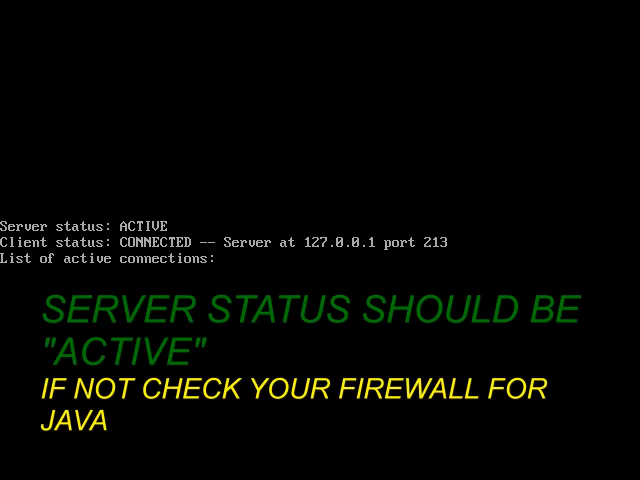 Server status: ACTIVE
Client status: CONNECTED -- Server at 127.0.0.1 port 213
List of active connections:
SERVER STATUS SHOULD BE
"ACTIVE"
IF NOT CHECK YOUR FIREWALL FOR
JAVA